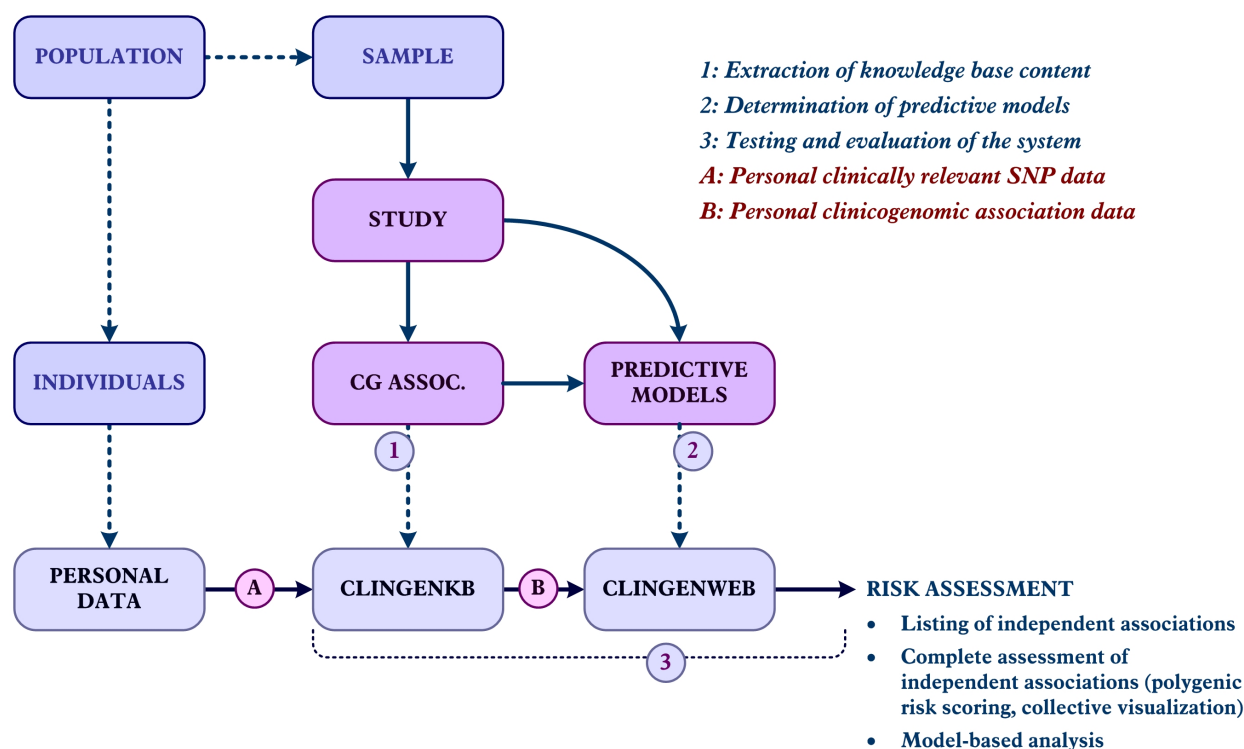 POPULATION
SAMPLE
1: Extraction of knowledge base content
2: Determination of predictive models
3: Testing and evaluation of the system
A: Personal clinically relevant SNP data
B: Personal clinicogenomic association data
STUDY
INDIVIDUALS
CG ASSOC.
PREDICTIVE
MODELS
1
2
PERSONAL
DATA
A
CLINGENKB
B
CLINGENWEB
RISK ASSESSMENT
• Listing of independent associations
• Complete assessment of
independent associations (polygenic
risk scoring, collective visualization)
• Model-based analysis
3